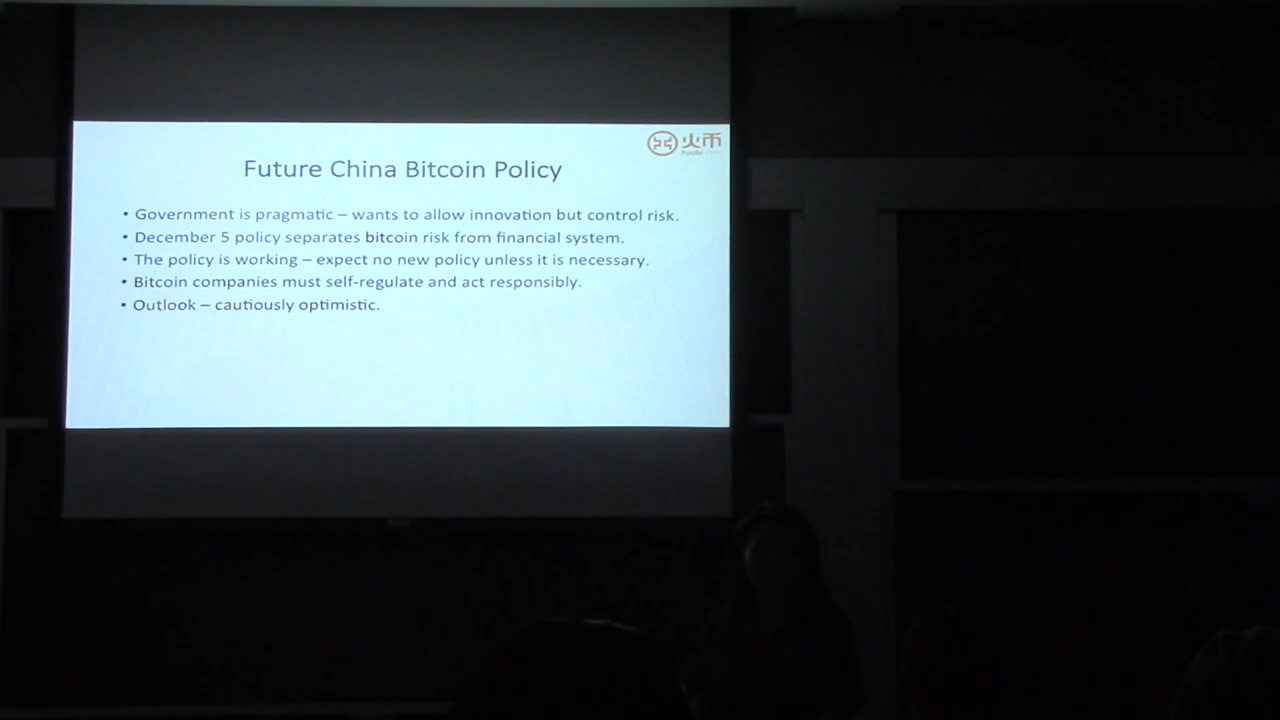 火币
Huobi
Future China Bitcoin Policy
• Government is pragmatic – wants to allow innovation but control risk.
• December 5 policy separates bitcoin risk from financial system.
• The policy is working – expect no new policy unless it is necessary.
• Bitcoin companies must self-regulate and act responsibly.
• Outlook – cautiously optimistic.